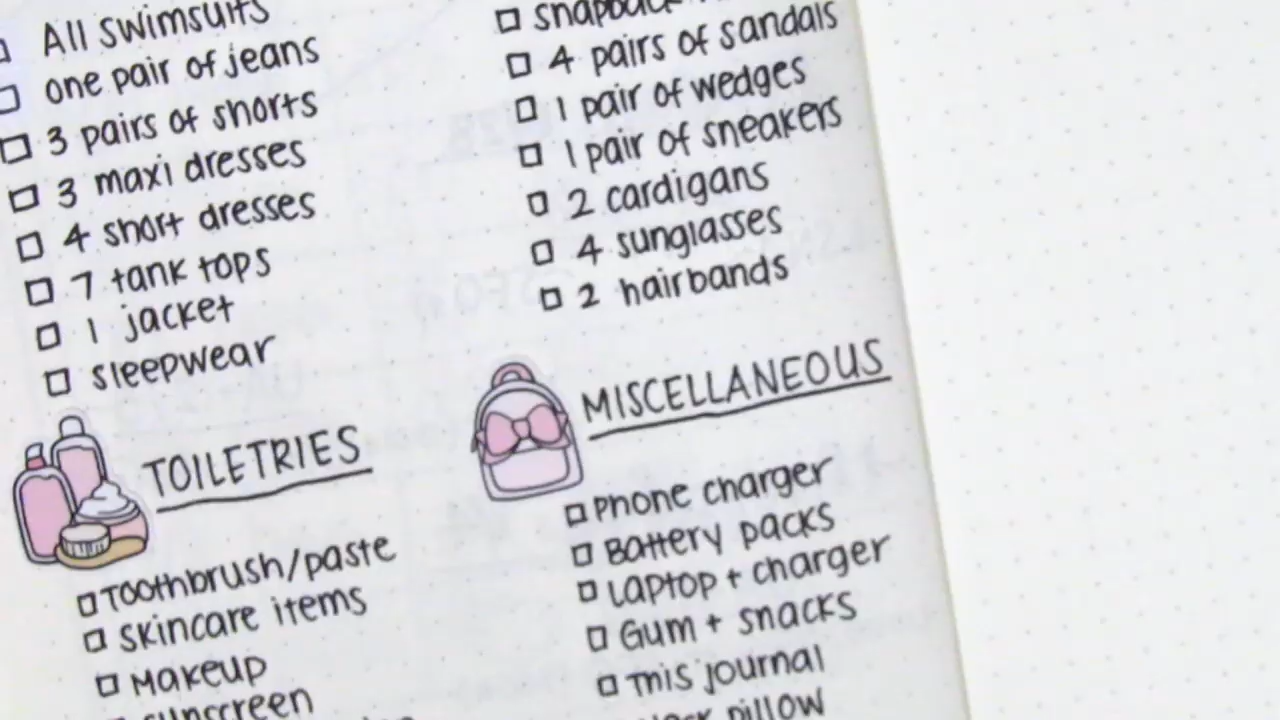 All swimsuits
one pair of jeans
3 pairs of shorts
3 maxi dresses
4 short dresses
7 tank tops
1 jacket
sleepwear
snapback
4 pairs of sandals
1 pair of wedges
1 pair of sneakers
2 cardigans
4 sunglasses
2 hairbands
TOILETRIES
Toothbrush/paste
skincare items
Makeup
sunscreen
MISCELLANEOUS
Phone charger
Battery packs
Laptop + charger
Gum + snacks
This journal
pillow